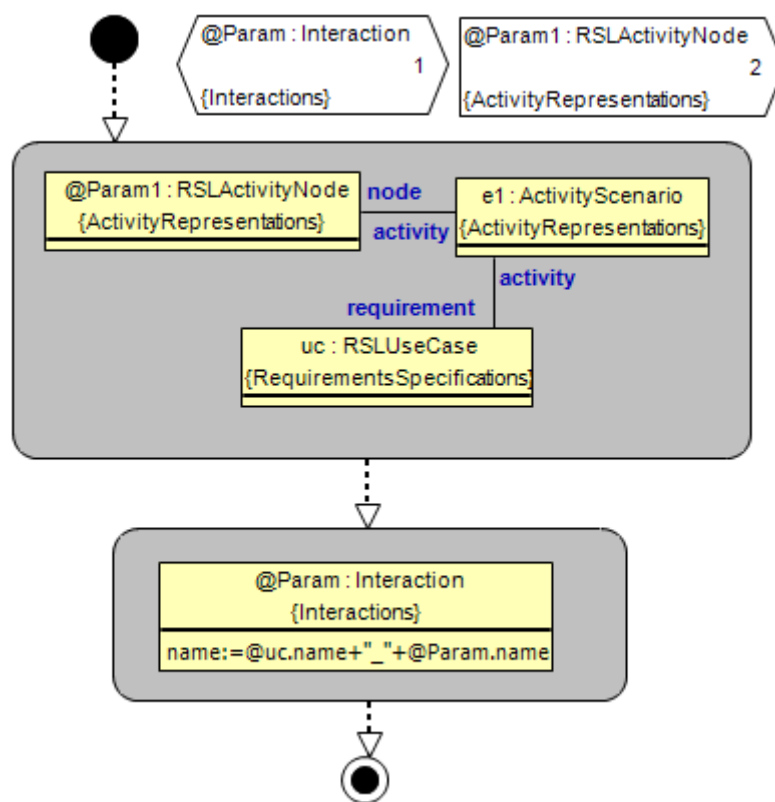 @Param : Interaction
1
{Interactions}
@Param1 : RSLActivityNode
2
{ActivityRepresentations}
@Param1 : RSLActivityNode
{ActivityRepresentations}
node
activity
e1 : ActivityScenario
{ActivityRepresentations}
activity
requirement
uc : RSLUseCase
{RequirementsSpecifications}
@Param : Interaction
{Interactions}
name:=@uc.name+"_"+@Param.name